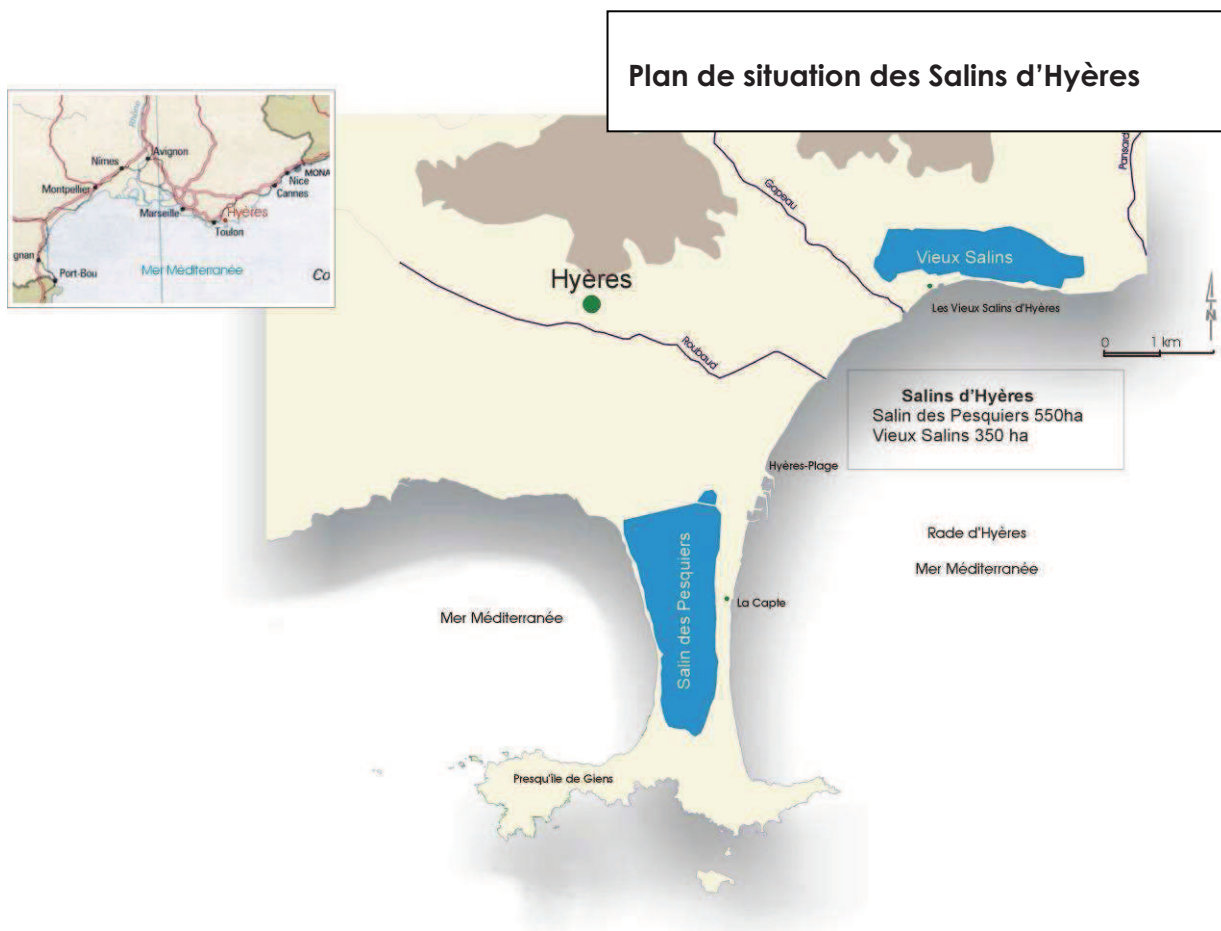 Plan de situation des Salins d'Hyères
Rhône
Avignon
Nîmes
MONA
Montpellier
Nice
Cannes
Marseille
Hyères
Toulon
gnan
Port-Bou
Mer Méditerranée
Co
Pansard
Gapeau
Vieux Salins
Hyères
Les Vieux Salins d'Hyères
N
0 1 km
Roubaud
Salins d'Hyères
Salin des Pesquiers 550ha
Vieux Salins 350 ha
Hyères-Plage
Rade d'Hyères
Mer Méditerranée
Salin des Pesquiers
La Capte
Mer Méditerranée
Presqu'île de Giens